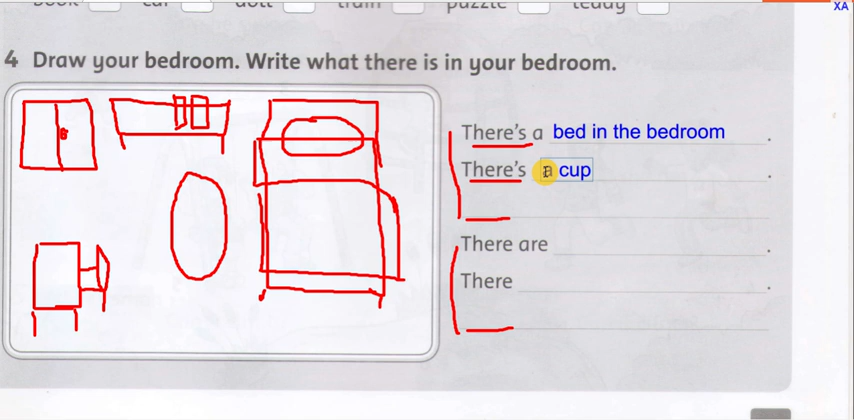 XA
4 Draw your bedroom. Write what there is in your bedroom.
There's a bed in the bedroom .
There's a cup .
There are .
There .